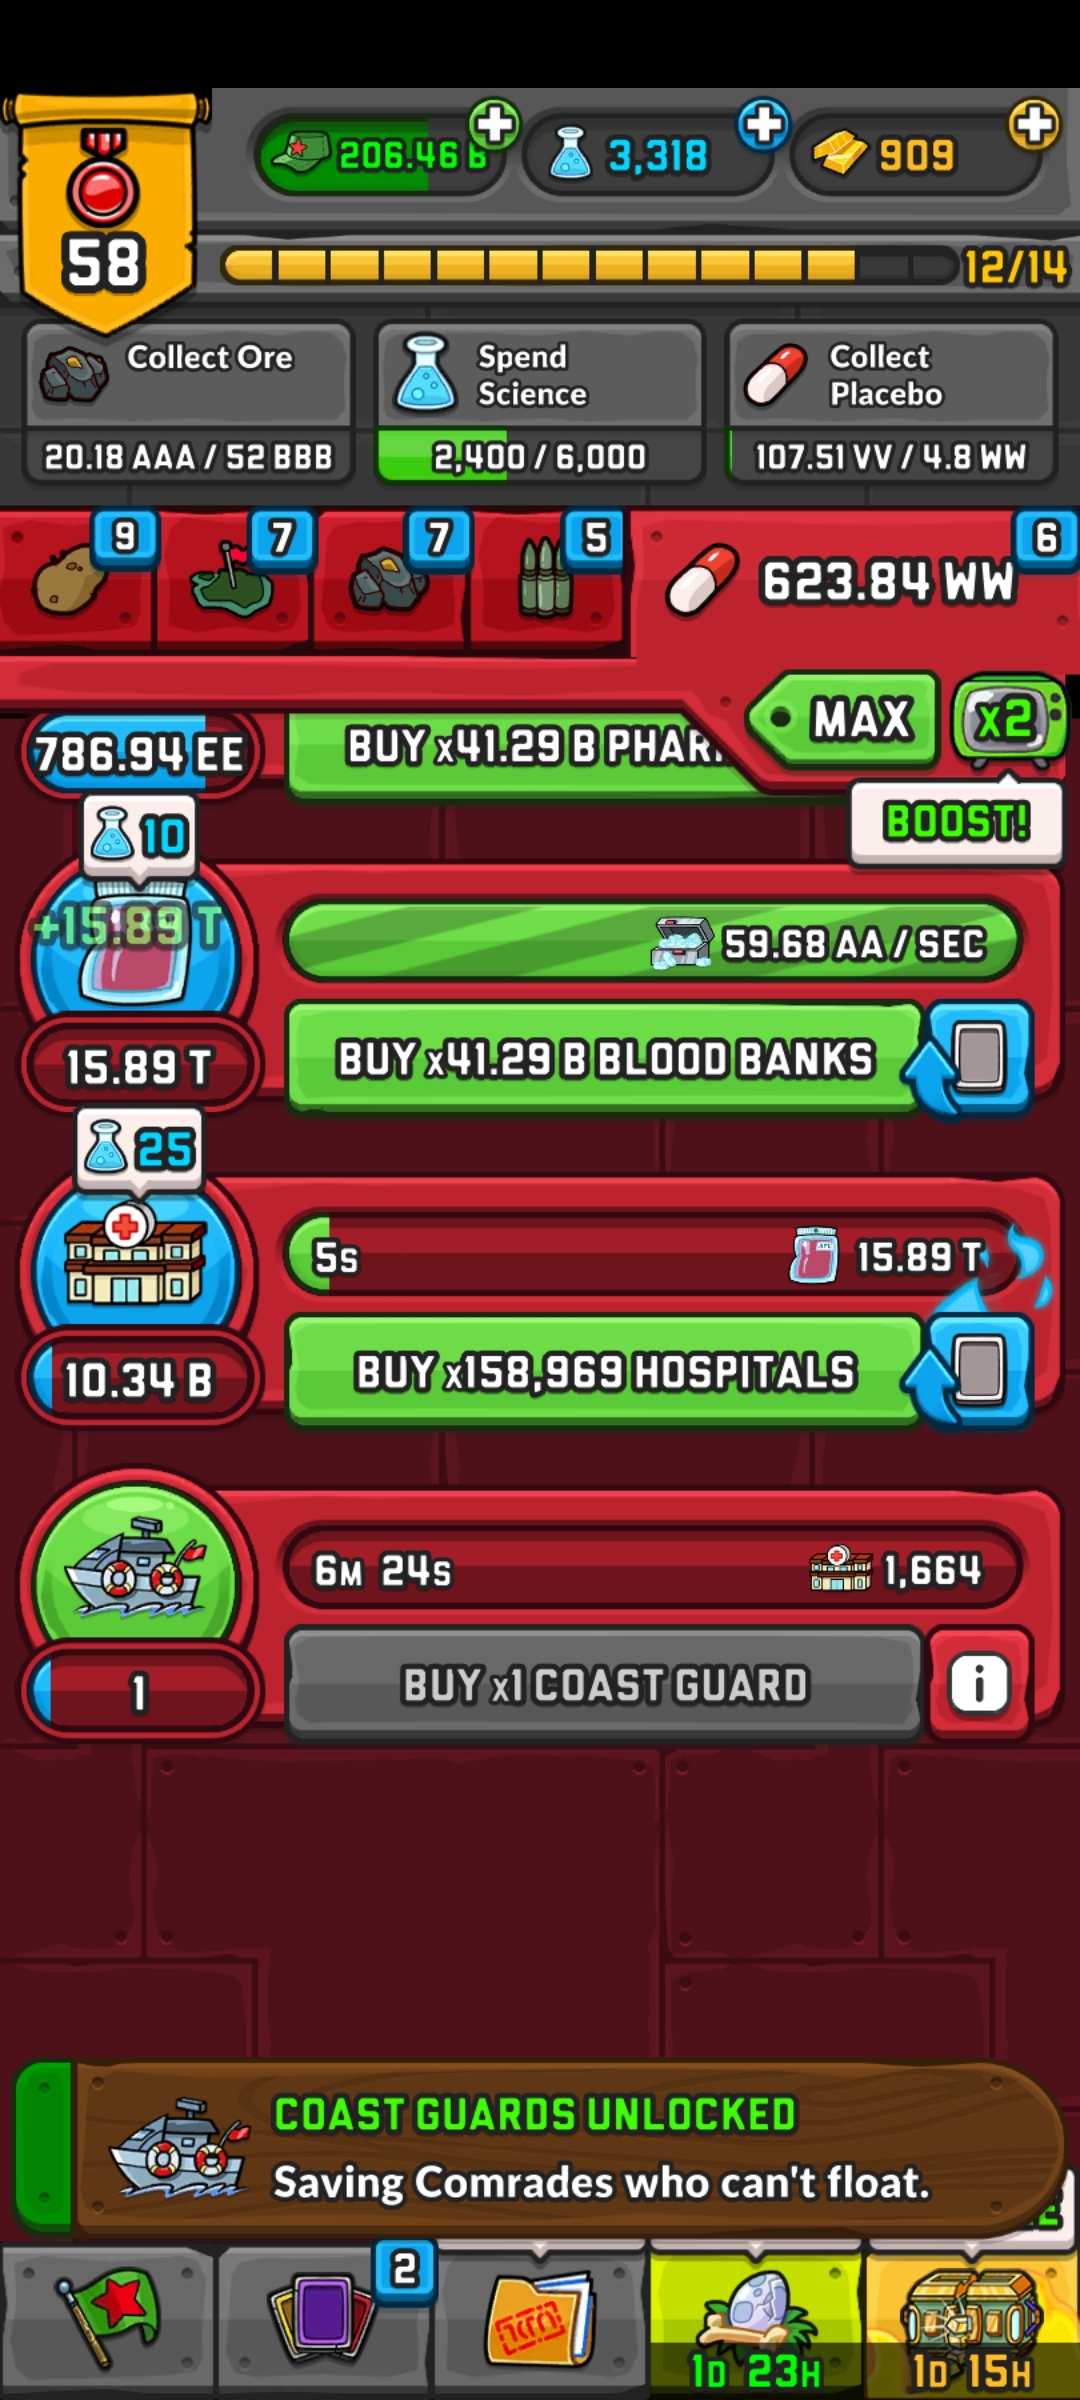 206.46 B
3,318
909
58
12/14
Collect Ore
20.18 AAA / 52 BBB
Spend
Science
2,400 / 6,000
Collect
Placebo
107.51 VV / 4.8 WW
9
7
7
5
6
623.84 WW
MAX
x2
BOOST!
786.94 EE
BUY x41.29 B
10
+15.89 T
59.68 AA / SEC
15.89 T
BUY x41.29 B BLOOD BANKS
25
5s
15.89 T
10.34 B
BUY x158,969 HOSPITALS
6M 24s
1,664
1
BUY x1 COAST GUARD
i
COAST GUARDS UNLOCKED
Saving Comrades who can't float.
2
1D 23H
1D 15H